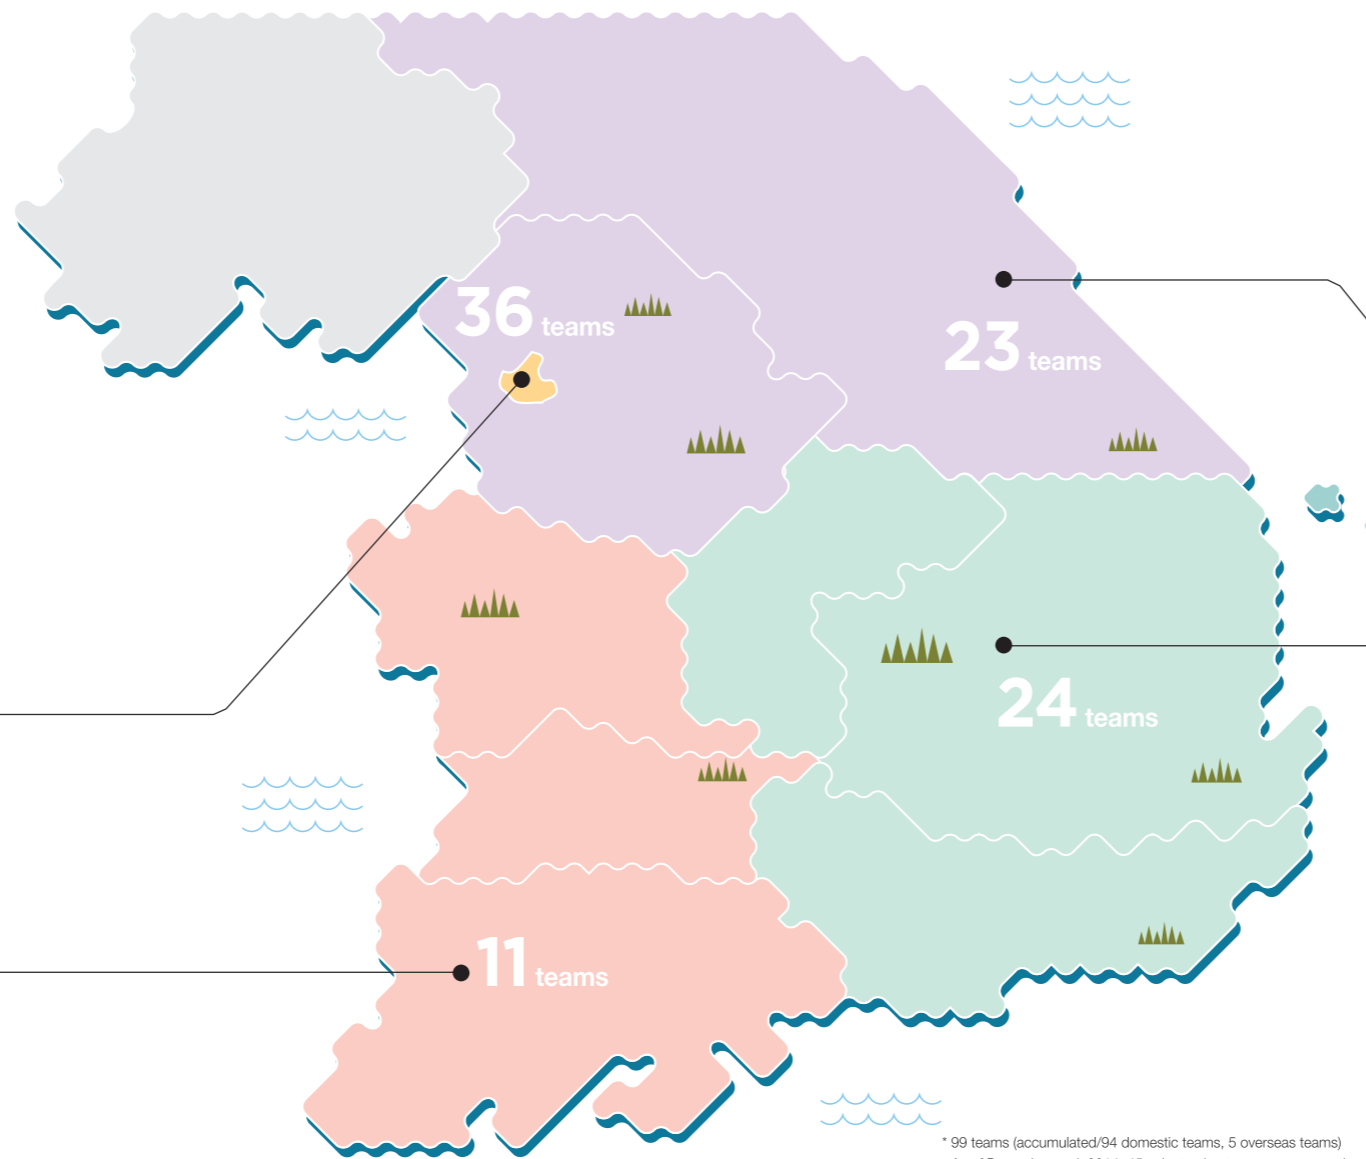 36 teams
23 teams
24 teams
11 teams
* 99 teams (accumulated/94 domestic teams, 5 overseas teams)